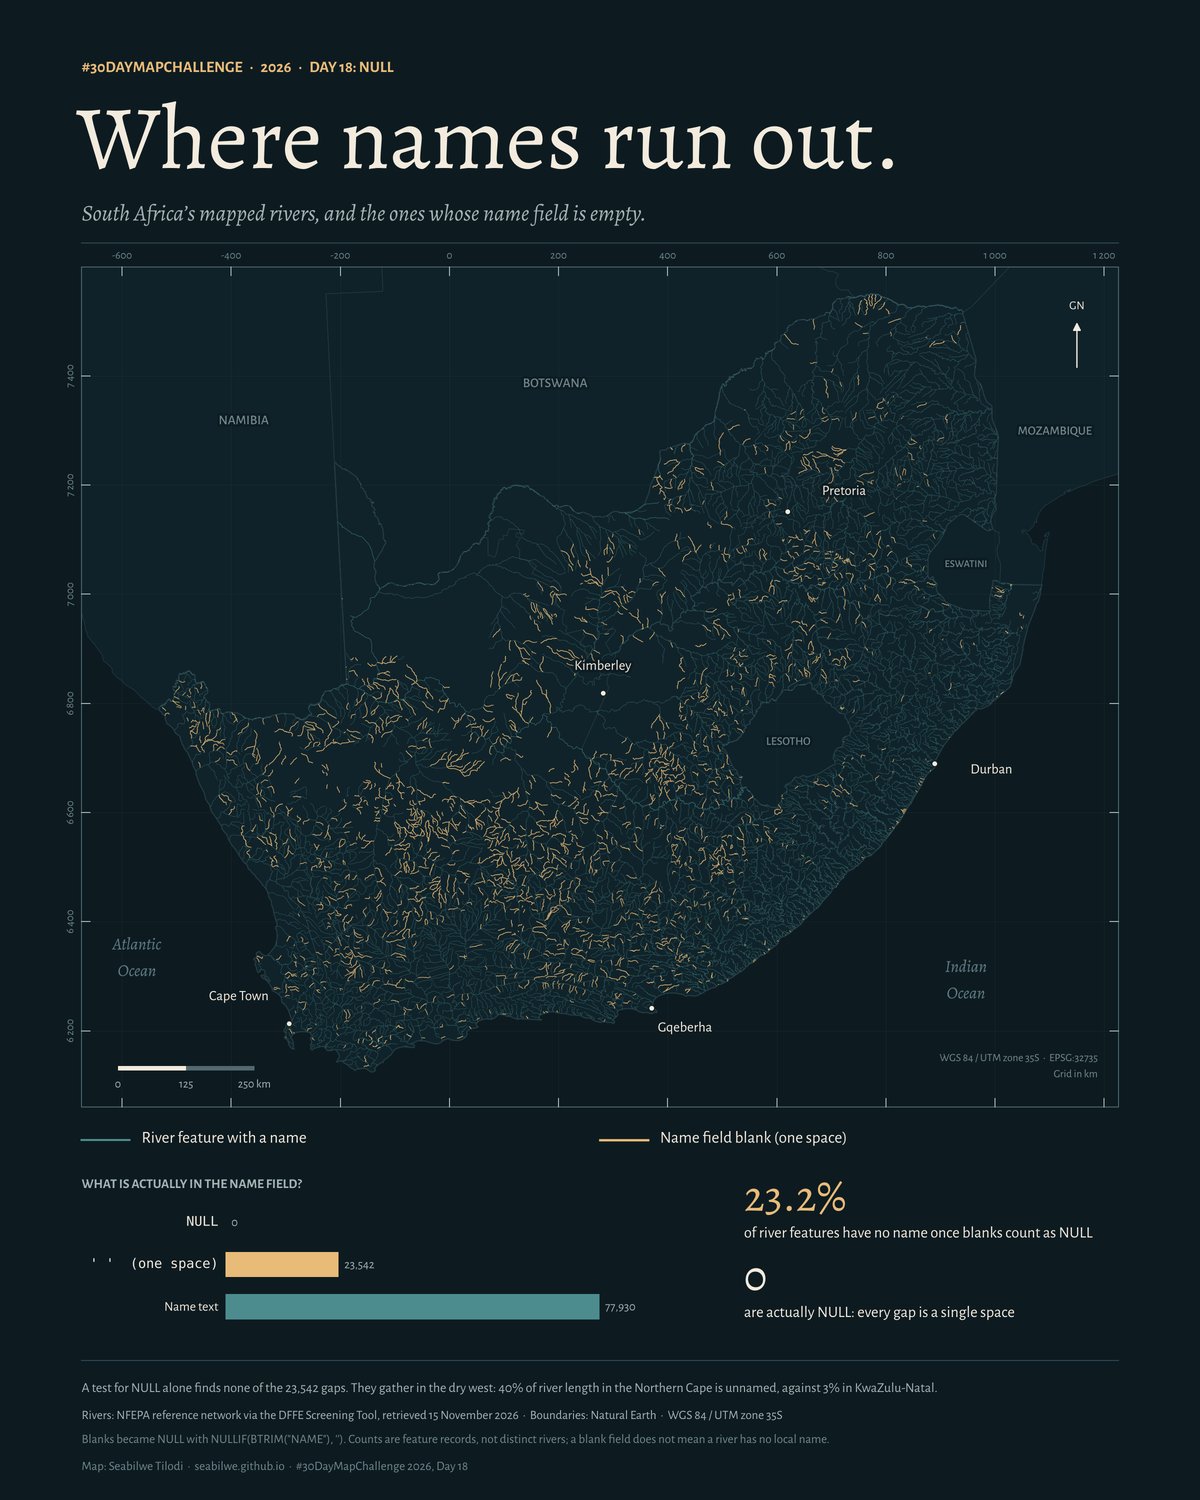 #30DAYMAPCHALLENGE · 2026 · DAY 18: NULL
Where names run out.
South Africa’s mapped rivers, and the ones whose name field is empty.
-600 -400 -200 0 200 400 600 800 1 000 1 200
GN
7 400
BOTSWANA
NAMIBIA
MOZAMBIQUE
7 200
Pretoria
ESWATINI
7 000
Kimberley
6 800
LESOTHO
Durban
6 600
6 400
Atlantic
Ocean
Indian
Ocean
Cape Town
Gqeberha
6 200
WGS 84 / UTM zone 35S · EPSG:32735
Grid in km
0 125 250 km
River feature with a name
Name field blank (one space)
WHAT IS ACTUALLY IN THE NAME FIELD?
NULL 0
' ' (one space) 23,542
Name text 77,930
23.2%
of river features have no name once blanks count as NULL
0
are actually NULL: every gap is a single space
A test for NULL alone finds none of the 23,542 gaps. They gather in the dry west: 40% of river length in the Northern Cape is unnamed, against 3% in KwaZulu-Natal.
Rivers: NFEPA reference network via the DFFE Screening Tool, retrieved 15 November 2026 · Boundaries: Natural Earth · WGS 84 / UTM zone 35S
Blanks became NULL with NULLIF(BTRIM("NAME"), ''). Counts are feature records, not distinct rivers; a blank field does not mean a river has no local name.
Map: Seabilwe Tilodi · seabilwe.github.io · #30DayMapChallenge 2026, Day 18